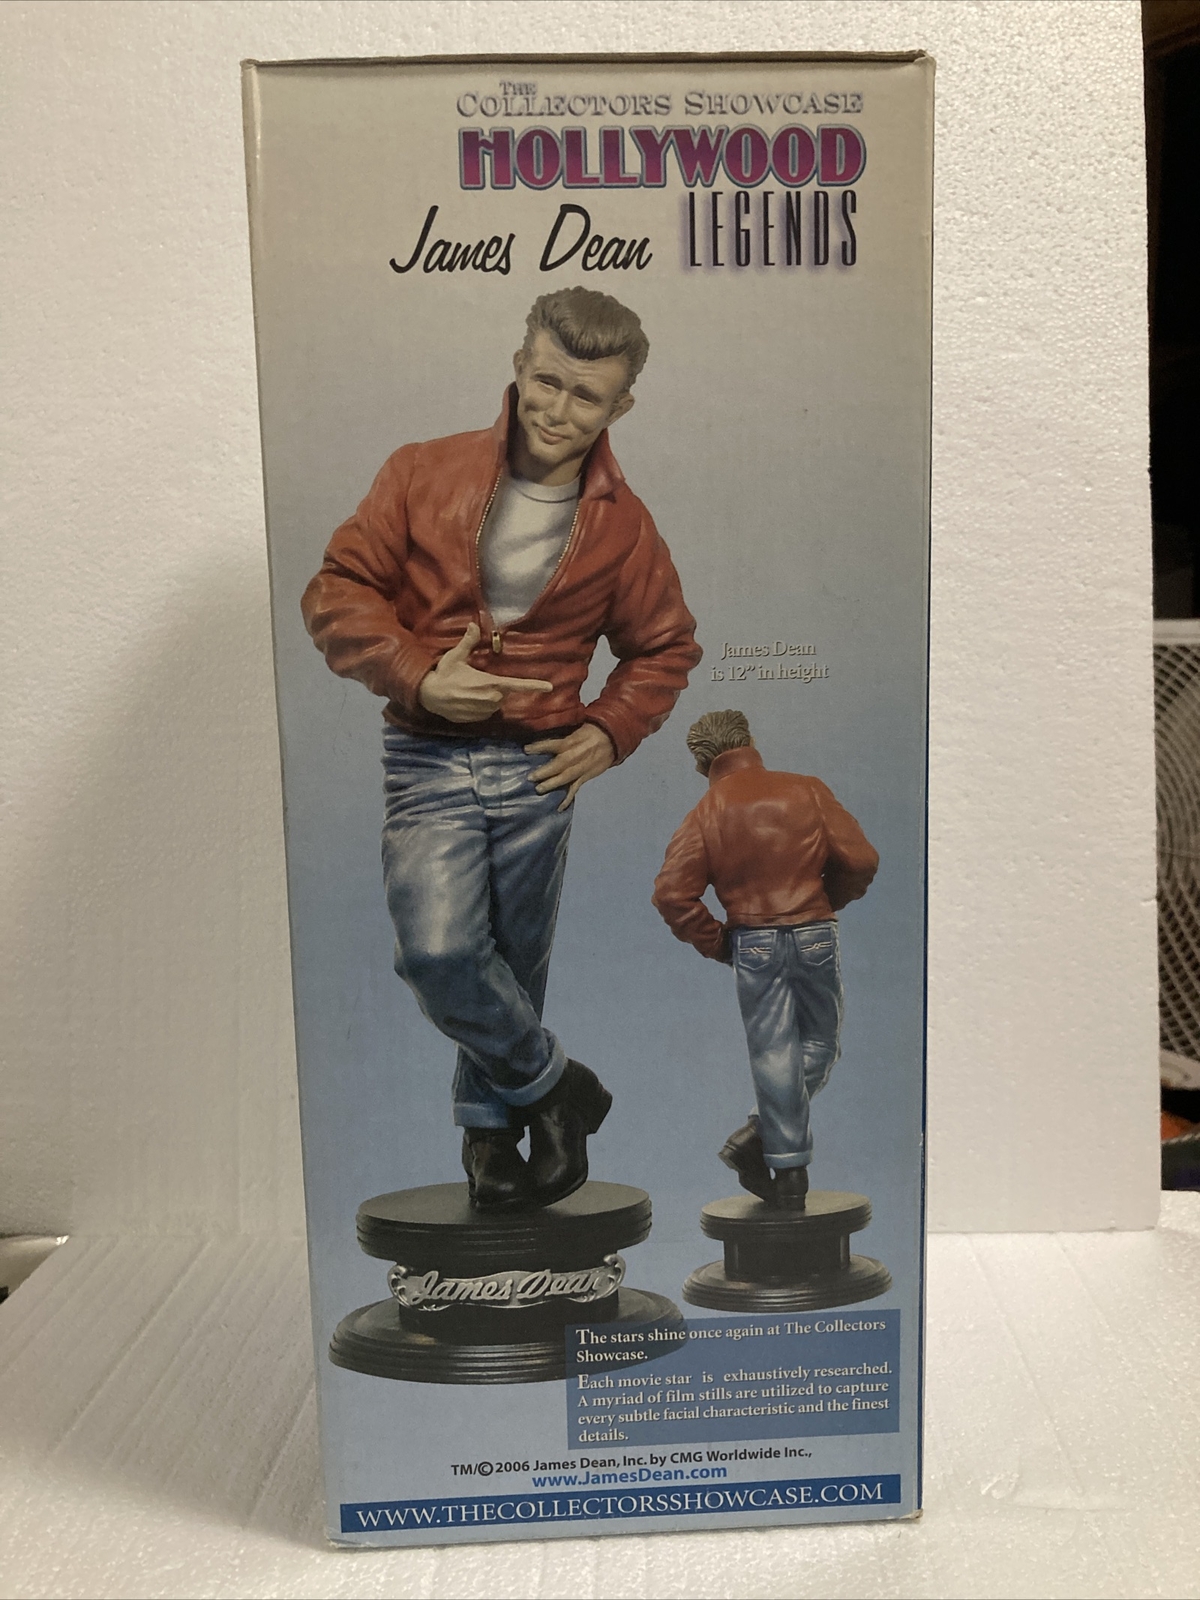 THE
COLLECTORS SHOWCASE
HOLLYWOOD
James Dean LEGENDS
James Dean
is 12” in height
James Dean
The stars shine once again at The Collectors
Showcase.
Each movie star is exhaustively researched.
A myriad of film stills are utilized to capture
every subtle facial characteristic and the finest
details.
TM/©2006 James Dean, Inc. by CMG Worldwide Inc.,
www.JamesDean.com
WWW.THECOLLECTORSSHOWCASE.COM